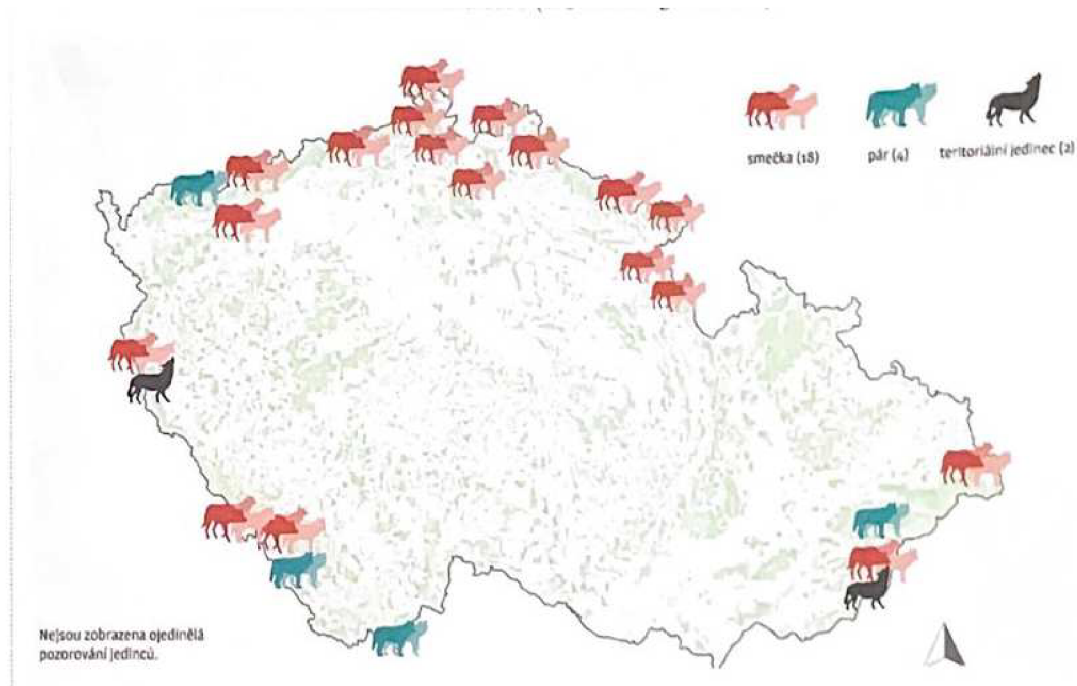 smečka (18)
pár (4)
teritoriální jedinec (2)
Nejsou zobrazena ojedinělá
pozorování jedinců.